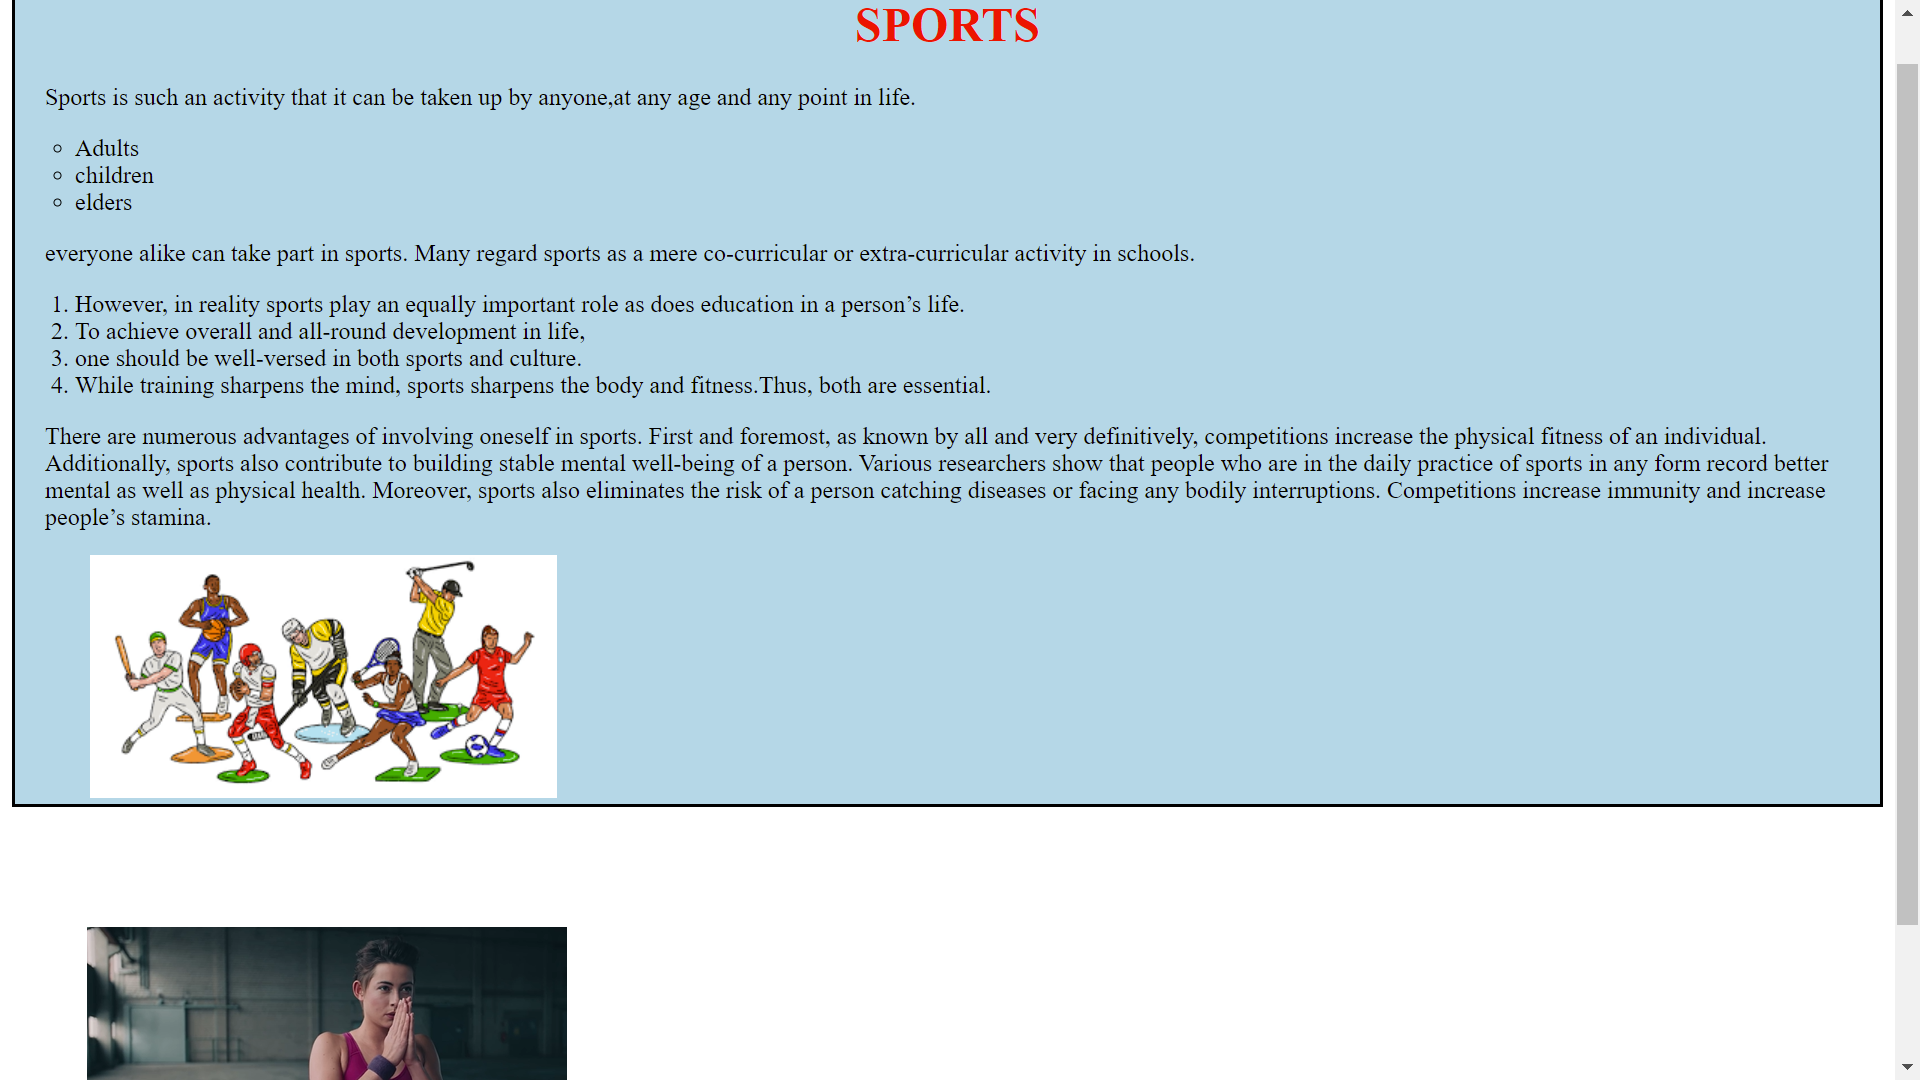 SPORTS
Sports is such an activity that it can be taken up by anyone,at any age and any point in life.
Adults
children
elders
everyone alike can take part in sports. Many regard sports as a mere co-curricular or extra-curricular activity in schools.
1. However, in reality sports play an equally important role as does education in a person’s life.
2. To achieve overall and all-round development in life,
3. one should be well-versed in both sports and culture.
4. While training sharpens the mind, sports sharpens the body and fitness.Thus, both are essential.
There are numerous advantages of involving oneself in sports. First and foremost, as known by all and very definitively, competitions increase the physical fitness of an individual.
Additionally, sports also contribute to building stable mental well-being of a person. Various researchers show that people who are in the daily practice of sports in any form record better
mental as well as physical health. Moreover, sports also eliminates the risk of a person catching diseases or facing any bodily interruptions. Competitions increase immunity and increase
people’s stamina.